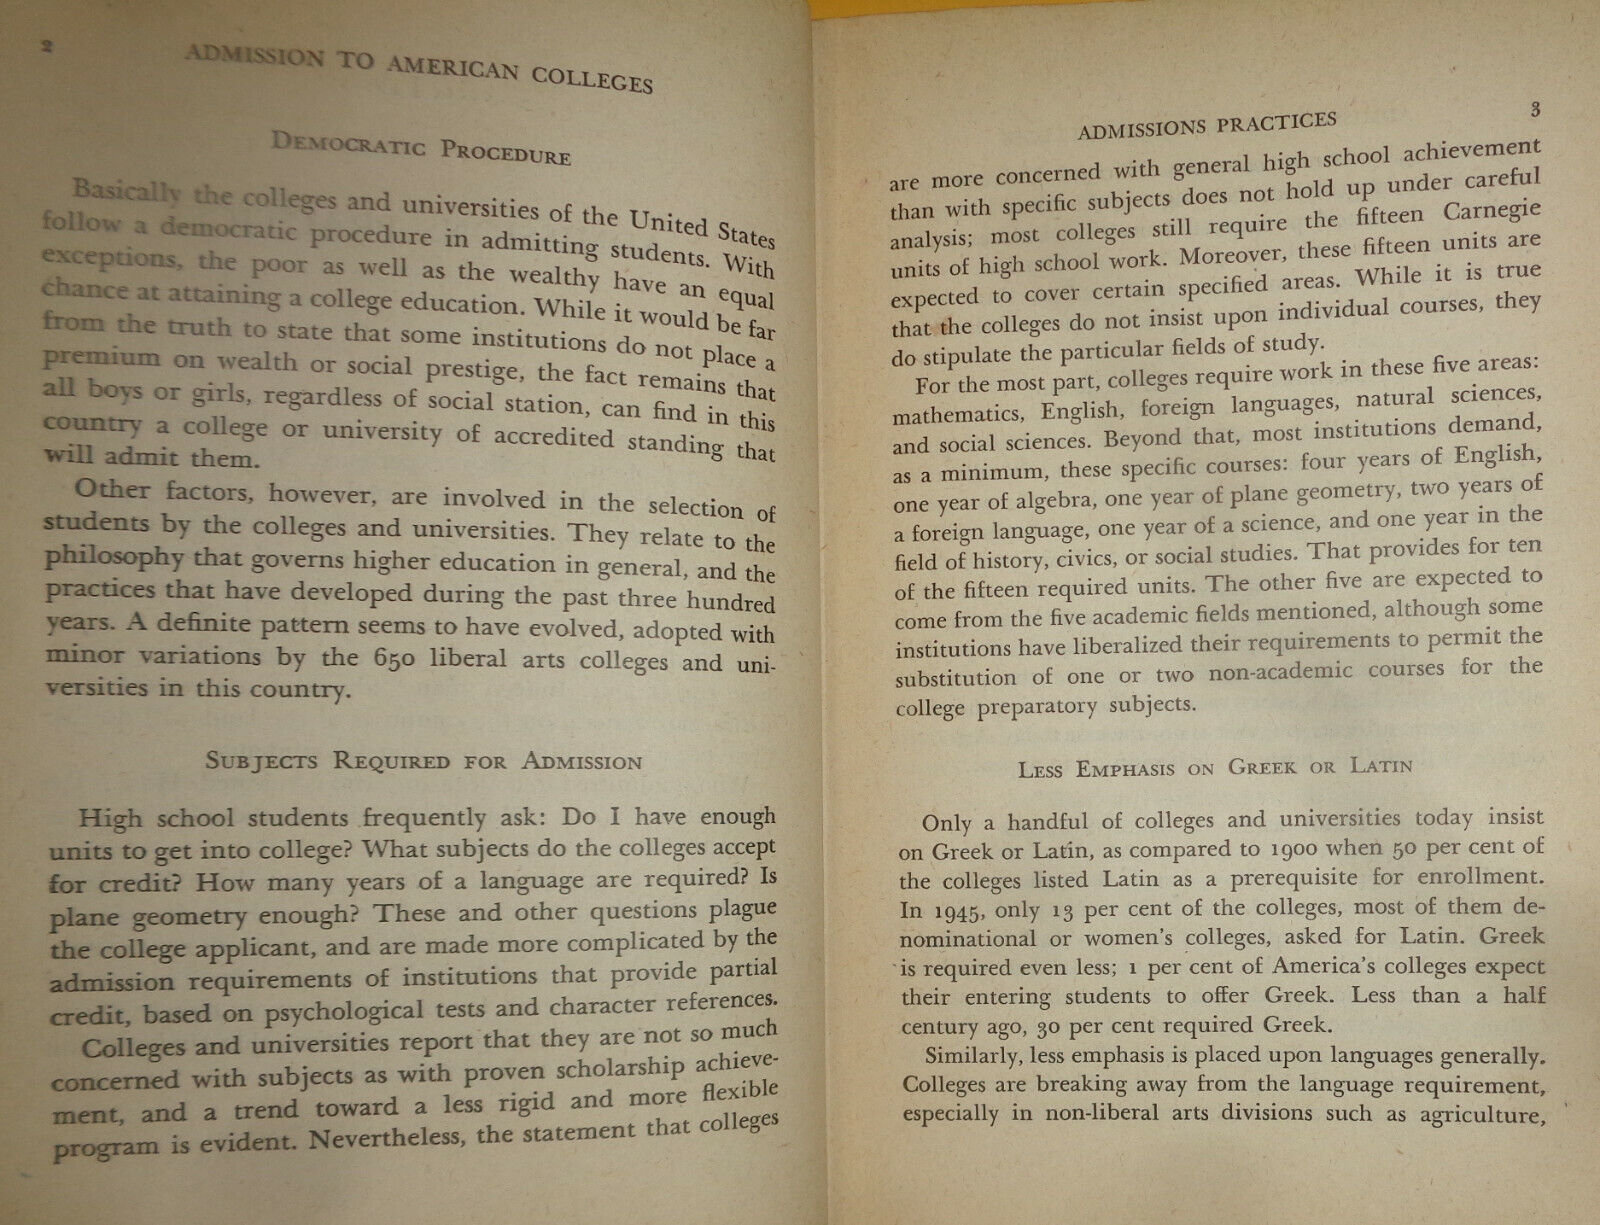 2
ADMISSION TO AMERICAN COLLEGES
DEMOCRATIC PROCEDURE
Basically the colleges and universities of the United States
follow a democratic procedure in admitting students. With
exceptions, the poor as well as the wealthy have an equal
chance at attaining a college education. While it would be far
from the truth to state that some institutions do not place a
premium on wealth or social prestige, the fact remains that
all boys or girls, regardless of social station, can find in this
country a college or university of accredited standing that
will admit them.
Other factors, however, are involved in the selection of
students by the colleges and universities. They relate to the
philosophy that governs higher education in general, and the
practices that have developed during the past three hundred
years. A definite pattern seems to have evolved, adopted with
minor variations by the 650 liberal arts colleges and uni-
versities in this country.
SUBJECTS REQUIRED FOR ADMISSION
High school students frequently ask: Do I have enough
units to get into college? What subjects do the colleges accept
for credit? How many years of a language are required? Is
plane geometry enough? These and other questions plague
the college applicant, and are made more complicated by the
admission requirements of institutions that provide partial
credit, based on psychological tests and character references.
Colleges and universities report that they are not so much
concerned with subjects as with proven scholarship achieve-
ment, and a trend toward a less rigid and more flexible
program is evident. Nevertheless, the statement that colleges
ADMISSIONS PRACTICES
3
are more concerned with general high school achievement
than with specific subjects does not hold up under careful
analysis; most colleges still require the fifteen Carnegie
units of high school work. Moreover, these fifteen units are
expected to cover certain specified areas. While it is true
that the colleges do not insist upon individual courses, they
do stipulate the particular fields of study.
For the most part, colleges require work in these five areas:
mathematics, English, foreign languages, natural sciences,
and social sciences. Beyond that, most institutions demand,
as a minimum, these specific courses: four years of English,
one year of algebra, one year of plane geometry, two years of
a foreign language, one year of a science, and one year in the
field of history, civics, or social studies. That provides for ten
of the fifteen required units. The other five are expected to
come from the five academic fields mentioned, although some
institutions have liberalized their requirements to permit the
substitution of one or two non-academic courses for the
college preparatory subjects.
LESS EMPHASIS ON GREEK OR LATIN
Only a handful of colleges and universities today insist
on Greek or Latin, as compared to 1900 when 50 per cent of
the colleges listed Latin as a prerequisite for enrollment.
In 1945, only 13 per cent of the colleges, most of them de-
nominational or women's colleges, asked for Latin. Greek
is required even less; 1 per cent of America's colleges expect
their entering students to offer Greek. Less than a half
century ago, 30 per cent required Greek.
Similarly, less emphasis is placed upon languages generally.
Colleges are breaking away from the language requirement,
especially in non-liberal arts divisions such as agriculture,